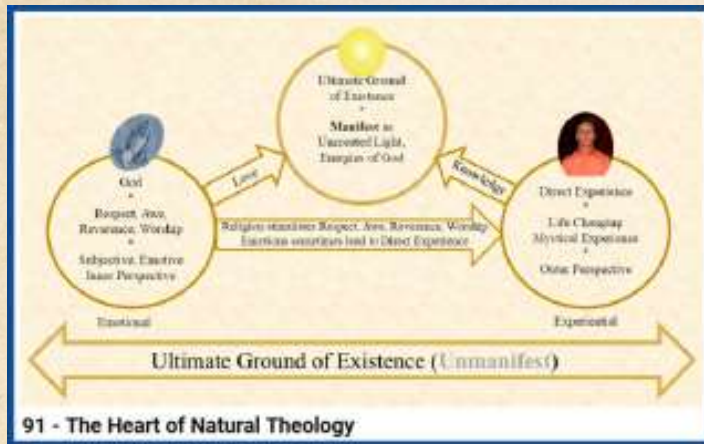 Ultimate Ground
of Existence
*
Manifest as
Uncreated Light,
Energies of God
God
*
Respect, Awe,
Reverence, Worship
*
Subjective, Emotive
Inner Perspective
Emotional
Love
Religion stimulates Respect, Awe, Reverence, Worship
Emotions sometimes lead to Direct Experience
Knowledge
Direct Experience
*
Life Changing
Mystical Experience
*
Outer Perspective
Experiential
Ultimate Ground of Existence (Unmanifest)
91 - The Heart of Natural Theology